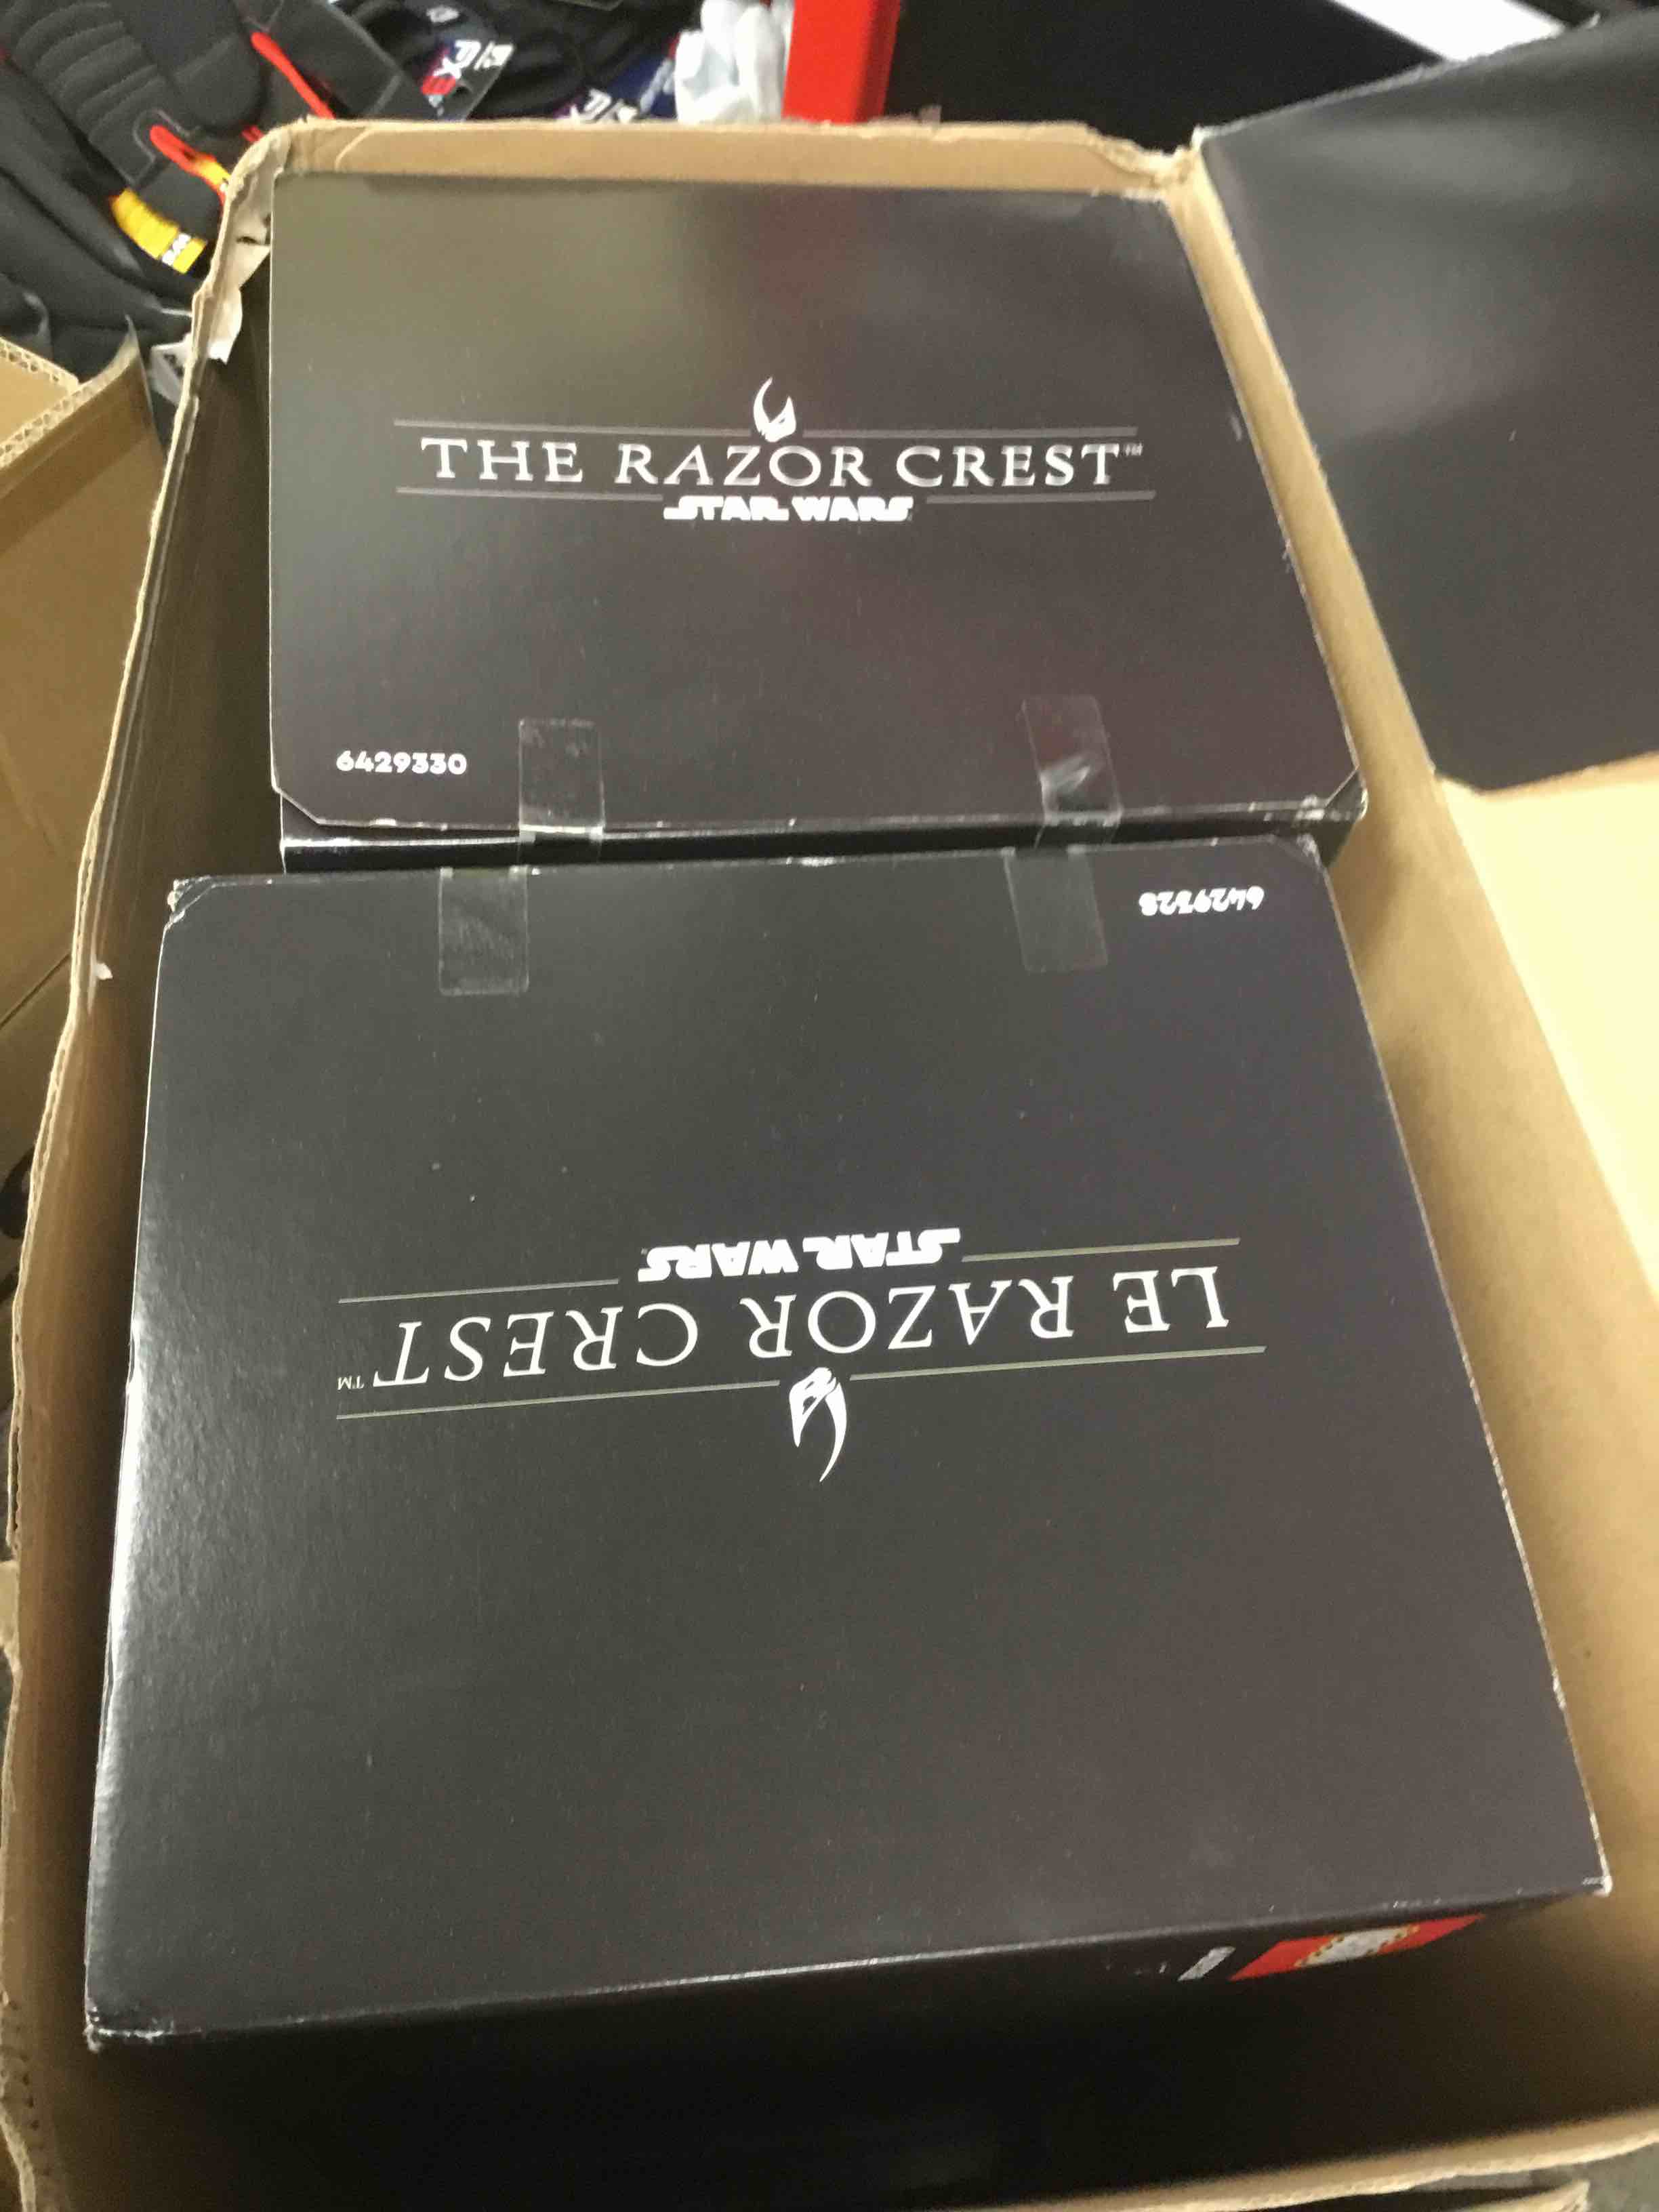 THE RAZOR CREST™
STAR WARS
6429330
6429328
LE RAZOR CREST™
STAR WARS